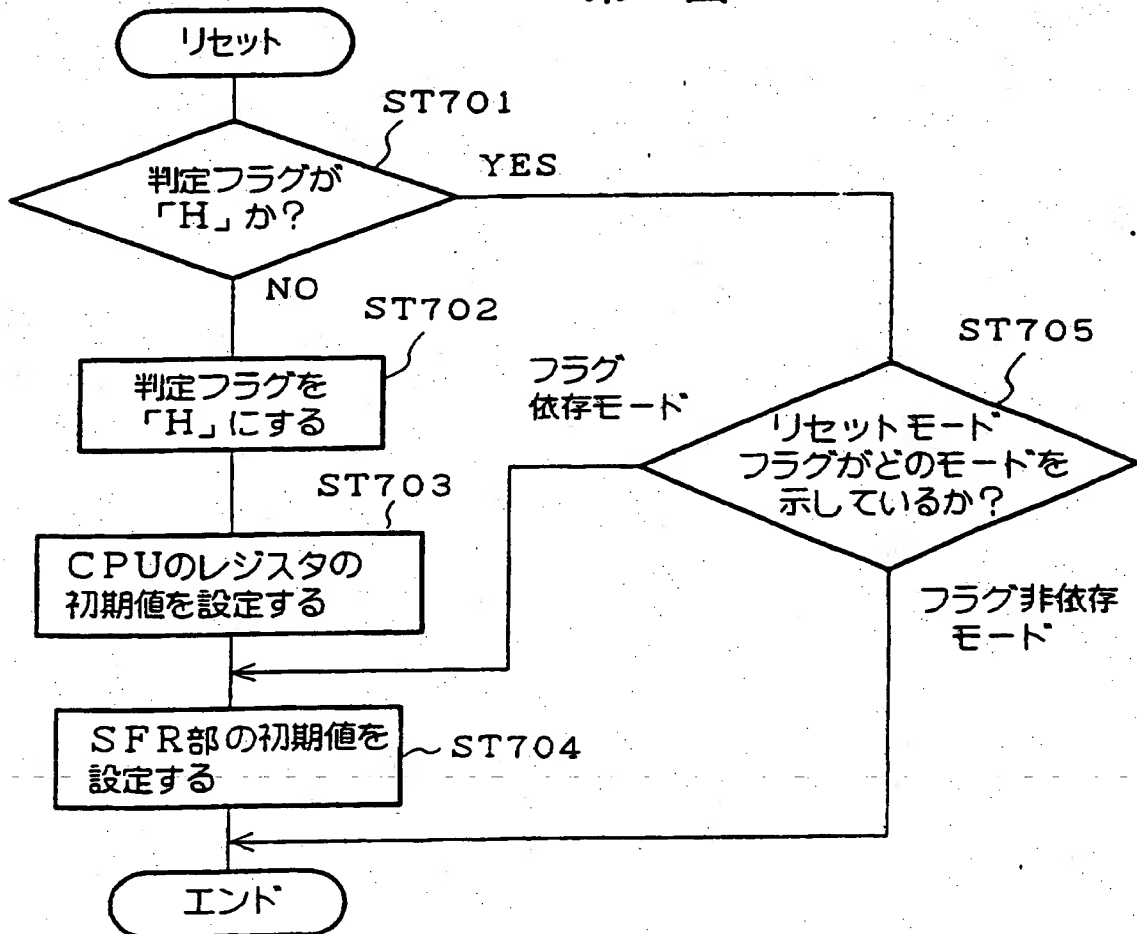 リセット
ST701
判定フラグが
「H」か?
YES
NO
ST702
判定フラグを
「H」にする
ST703
CPUのレジスタの
初期値を設定する
SFR部の初期値を
設定する
ST704
エンド
フラグ
依存モード
ST705
リセットモード
フラグがどのモードを
示しているか?
フラグ非依存
モード